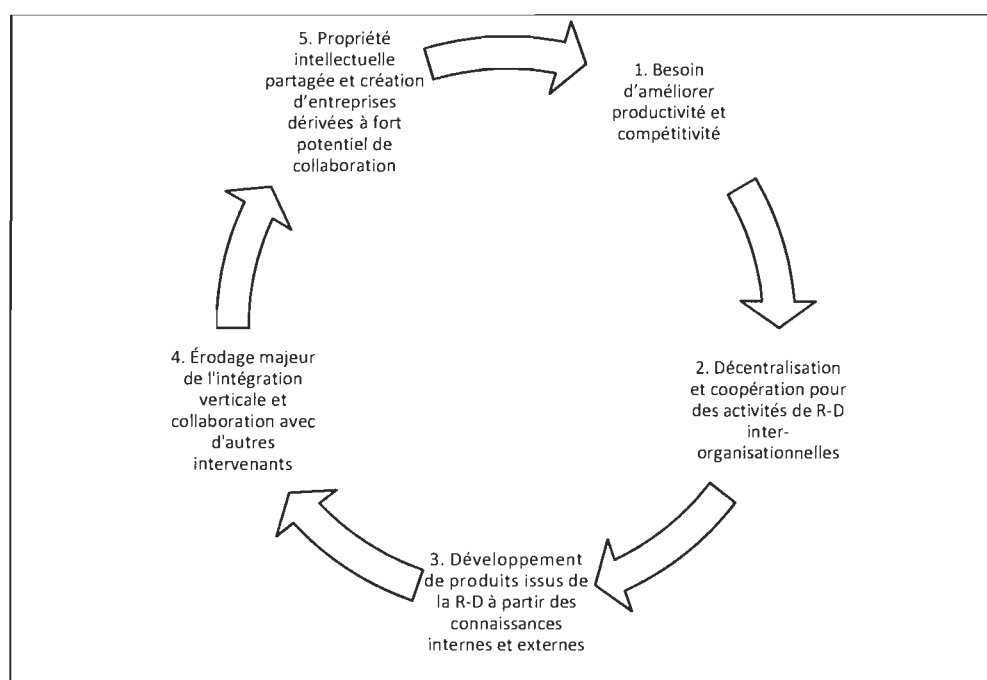 1. Besoin
d'améliorer
productivité et
compétitivité
2. Décentralisation
et coopération pour
des activités de R-D
inter-
organisationnelles
3. Développement
de produits issus de
la R-D à partir des
connaissances
internes et externes
4. Érodage majeur
de l'intégration
verticale et
collaboration avec
d'autres
intervenants
5. Propriété
intellectuelle
partagée et création
d'entreprises
dérivées à fort
potentiel de
collaboration